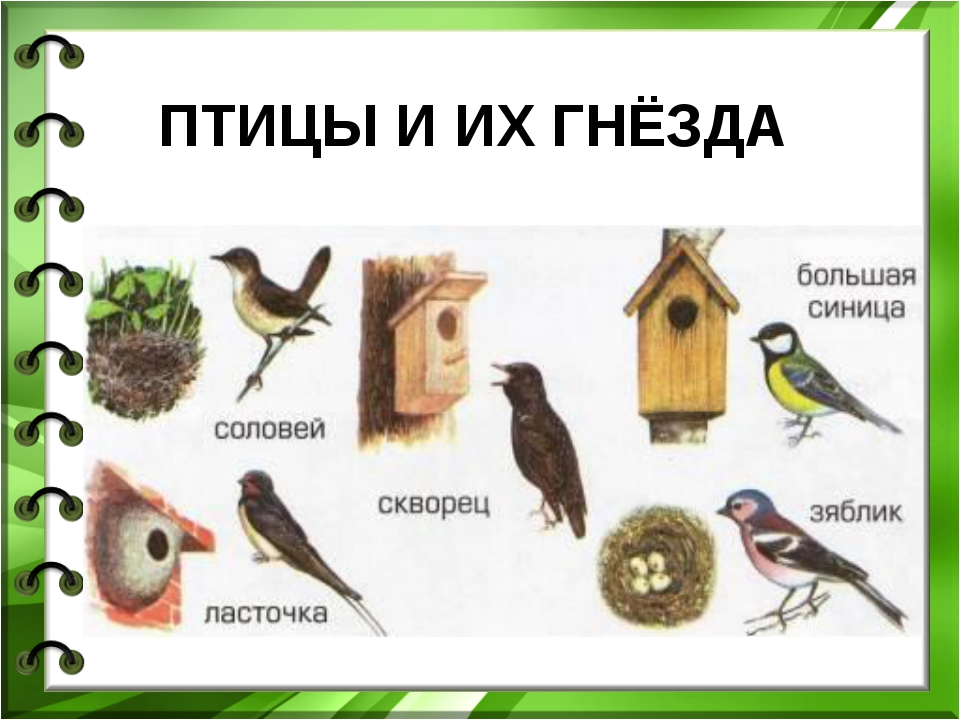 ПТИЦЫ И ИХ ГНЁЗДА
соловей
скворец
большая
синица
ласточка
зяблик